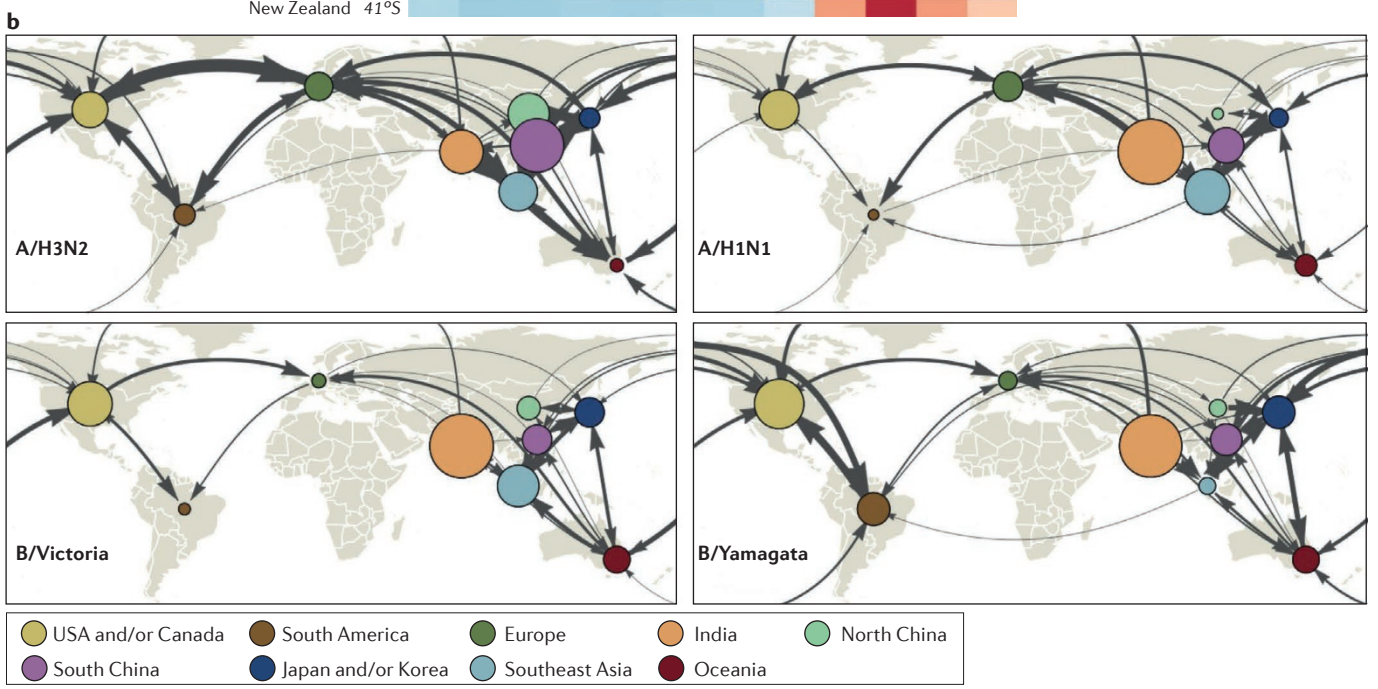 New Zealand 41°S
b
A/H3N2
A/H1N1
B/Victoria
B/Yamagata
USA and/or Canada
South America
Europe
India
North China
South China
Japan and/or Korea
Southeast Asia
Oceania